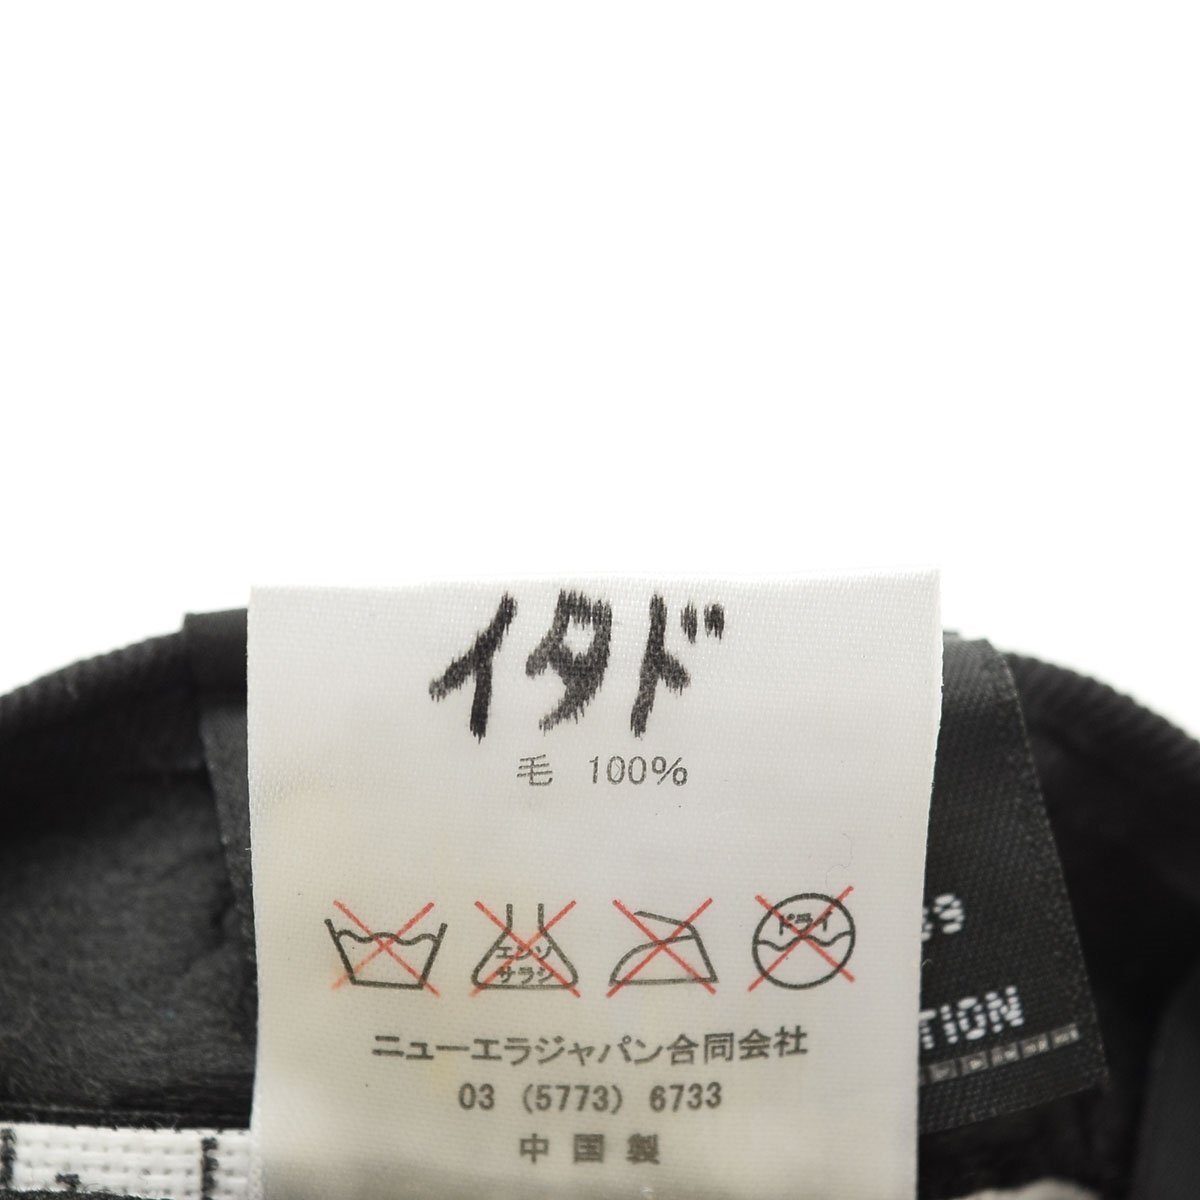 イタド
毛 100%
エンソ
サラシ
ドライ
ニューエラジャパン合同会社
03 (5773) 6733
中国製
TION